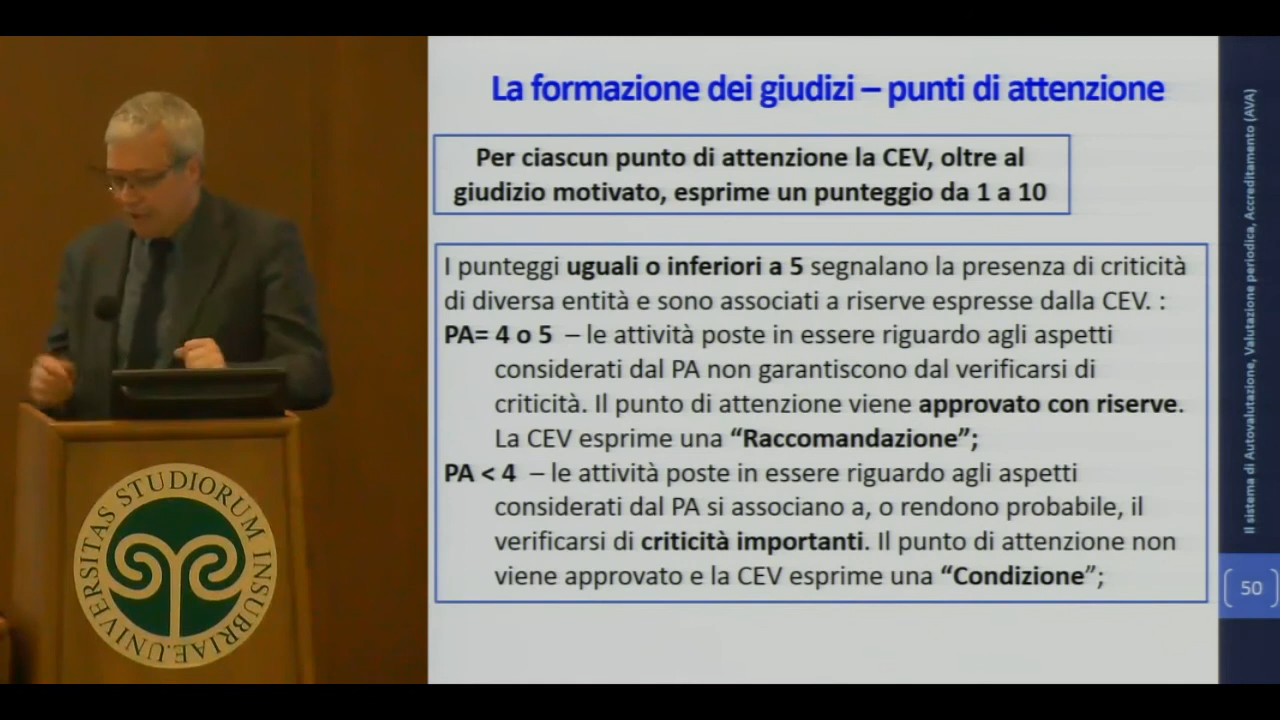 La formazione dei giudizi – punti di attenzione
Per ciascun punto di attenzione la CEV, oltre al
giudizio motivato, esprime un punteggio da 1 a 10
I punteggi uguali o inferiori a 5 segnalano la presenza di criticità
di diversa entità e sono associati a riserve espresse dalla CEV. :
PA= 4 o 5 – le attività poste in essere riguardo agli aspetti
considerati dal PA non garantiscono dal verificarsi di
criticità. Il punto di attenzione viene approvato con riserve.
La CEV esprime una “Raccomandazione”;
PA < 4 – le attività poste in essere riguardo agli aspetti
considerati dal PA si associano a, o rendono probabile, il
verificarsi di criticità importanti. Il punto di attenzione non
viene approvato e la CEV esprime una “Condizione”;
Il sistema di Autovalutazione, Valutazione periodica, Accreditamento (AVA)
50
UNIVERSITAS STUDIORUM INSUBRIAE